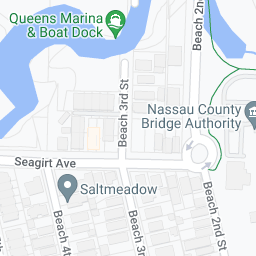 Queens Marina
& Boat Dock
Beach 3rd St
Beach 2n
Nassau County
Bridge Authority
Seagirt Ave
Saltmeadow
Beach 4t
Beach 3r
Beach 2nd St